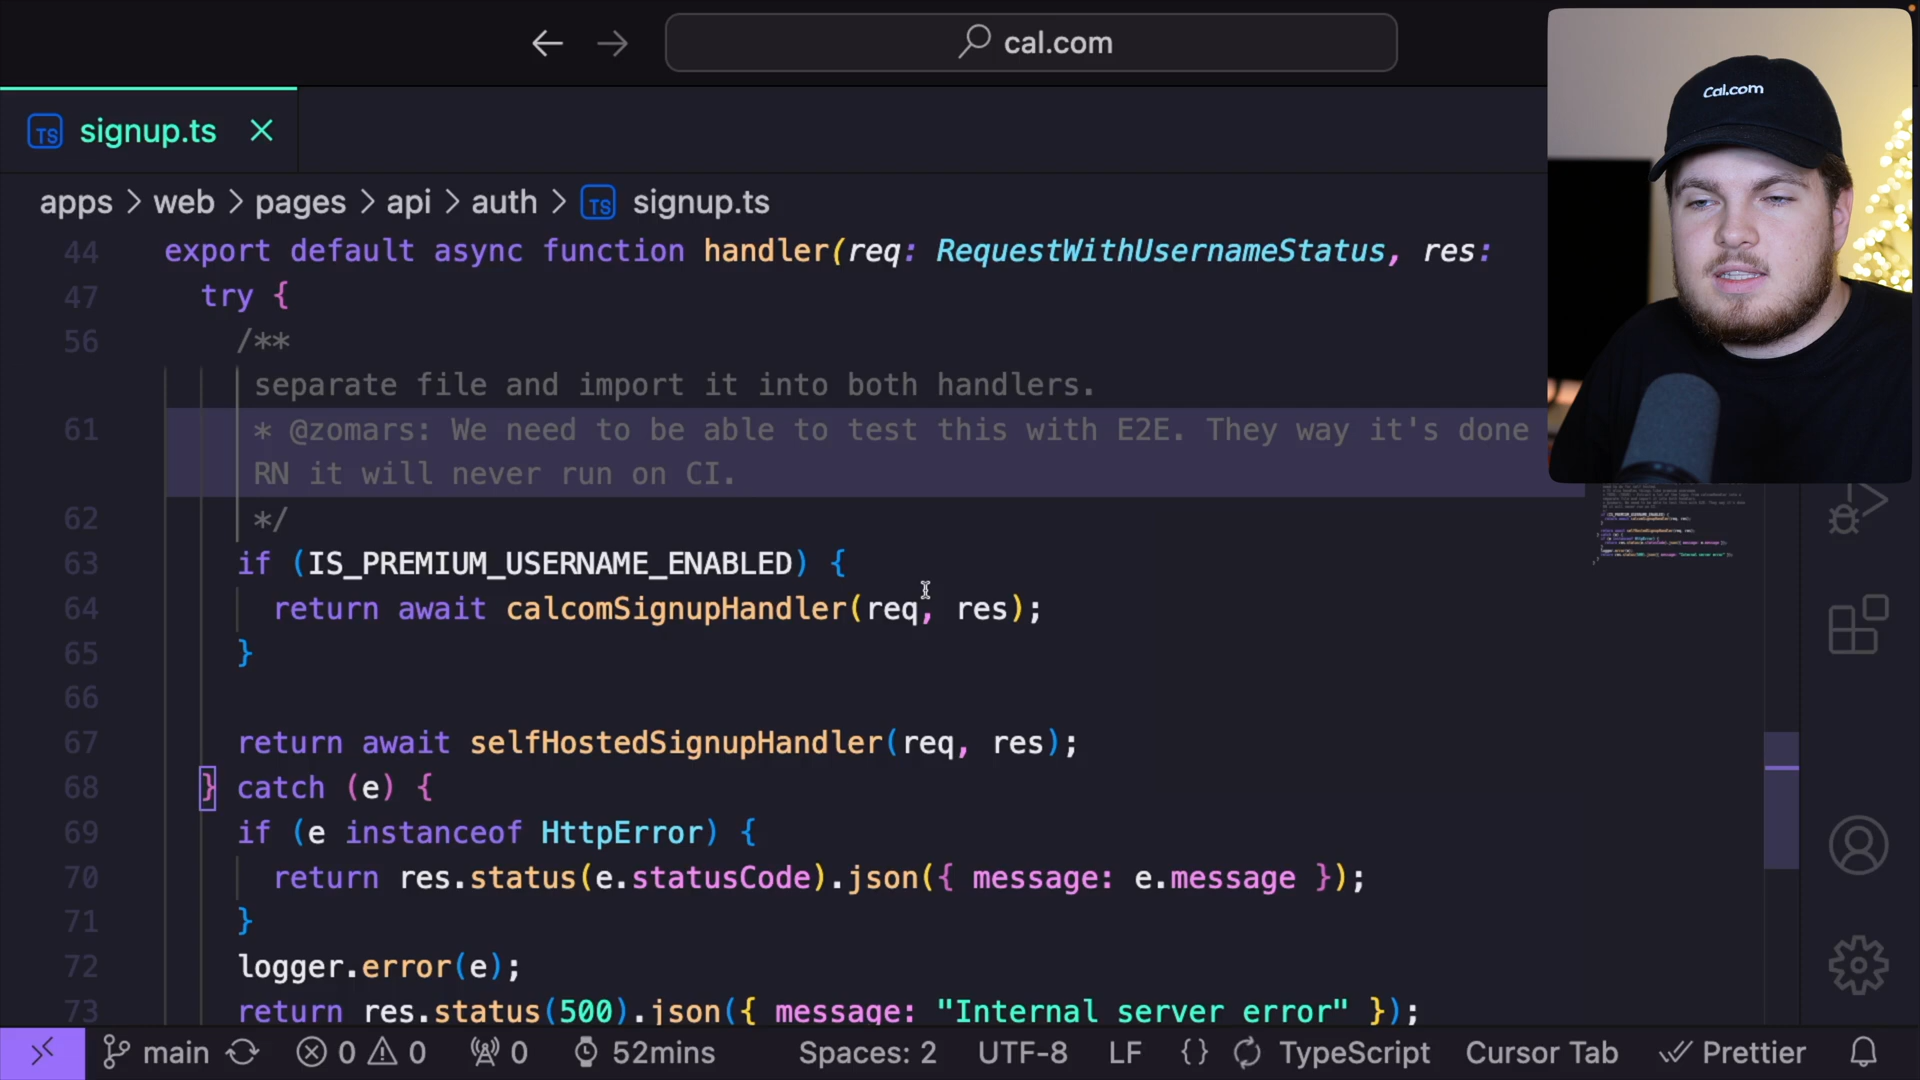 cal.com
Cal.com
TS signup.ts
apps > web > pages > api > auth > TS signup.ts
44 export default async function handler(req: RequestWithUsernameStatus, res:
47 try {
56 /**
separate file and import it into both handlers.
61 * @zomars: We need to be able to test this with E2E. They way it's done
RN it will never run on CI.
62 */
63 if (IS_PREMIUM_USERNAME_ENABLED) {
64 return await calcomSignupHandler(req, res);
65 }
66
67 return await selfHostedSignupHandler(req, res);
68 } catch (e) {
69 if (e instanceof HttpError) {
70 return res.status(e.statusCode).json({ message: e.message });
71 }
72 logger.error(e);
73 return res.status(500).json({ message: "Internal server error" });
main 0 0 0 52mins Spaces: 2 UTF-8 LF {} TypeScript Cursor Tab Prettier